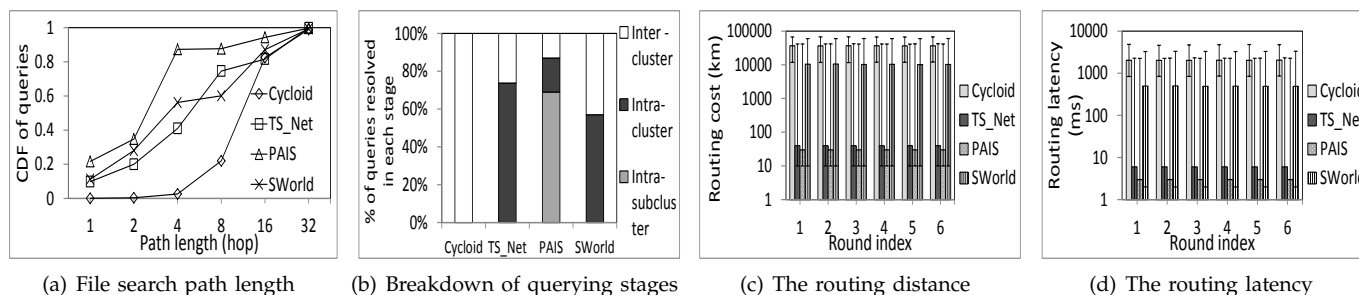 CDF of queries
1
0.8
0.6
0.4
0.2
0
1 2 4 8 16 32
Path length (hop)
Cycloid
TS_Net
PAIS
SWorld
(a) File search path length
% of queries resolved
in each stage
100%
80%
60%
40%
20%
0%
Cycloid TS_Net PAIS SWorld
Inter -
cluster
Intra-
cluster
Intra-
subclus
ter
(b) Breakdown of querying stages
Routing cost (km)
100000
10000
1000
100
10
1
1 2 3 4 5 6
Round index
Cycloid
TS_Net
PAIS
SWorld
(c) The routing distance
Routing latency
(ms)
10000
1000
100
10
1
1 2 3 4 5 6
Round index
Cycloid
TS_Net
PAIS
SWorld
(d) The routing latency